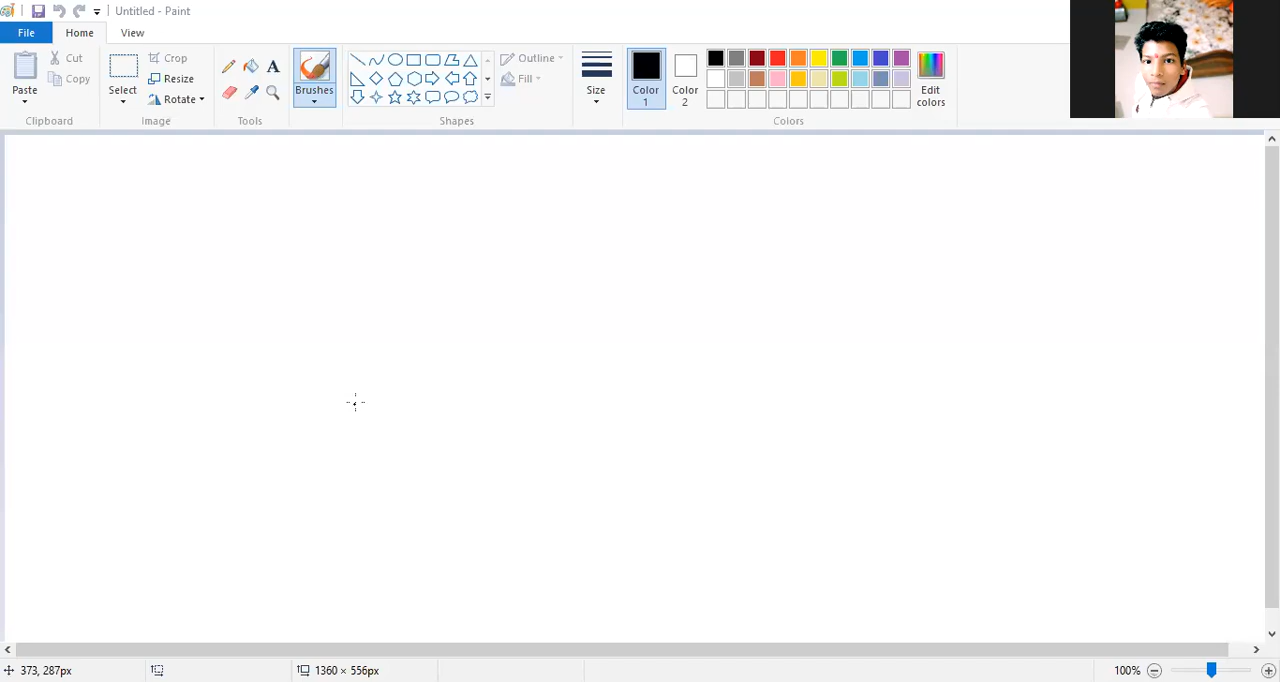 Untitled - Paint
File Home View
Paste Cut Copy Select Crop Resize Rotate A Brushes Outline Fill Size Color 1 Color 2 Edit colors
Clipboard Image Tools Shapes Colors
373, 287px 1360 × 556px 100%